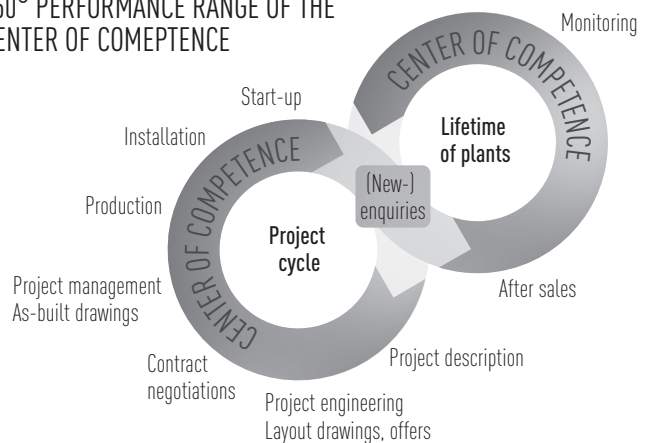 60° PERFORMANCE RANGE OF THE
ENTER OF COMEPTENCE
Monitoring
CENTER OF COMPETENCE
Start-up
Lifetime
of plants
Installation
CENTER OF COMPETENCE
(New-)
enquiries
Production
Project
cycle
Project management
As-built drawings
After sales
Contract
negotiations
Project description
Project engineering
Layout drawings, offers